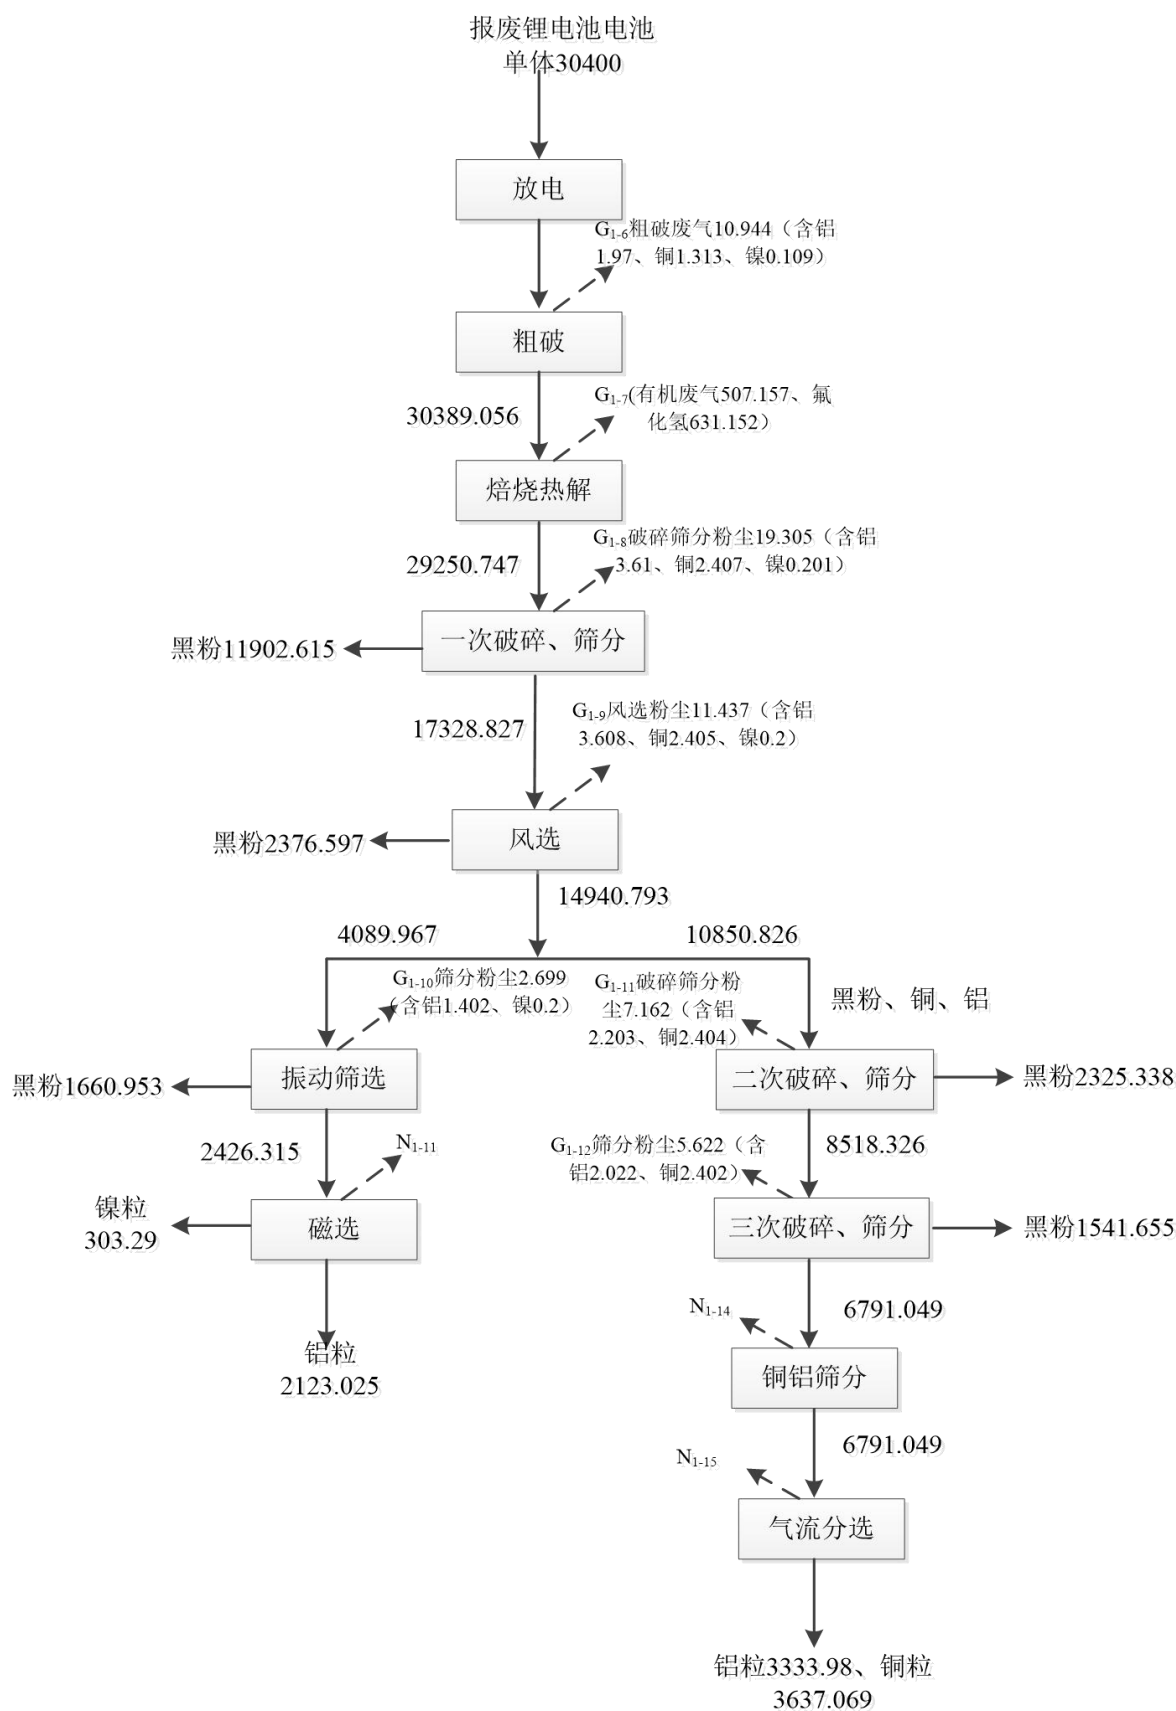 报废锂电池电池
单体30400
放电
G1-6粗破废气10.944（含铝
1.97、铜1.313、镍0.109）
粗破
30389.056
G1-7(有机废气507.157、氟
化氢631.152）
焙烧热解
29250.747
G1-8破碎筛分粉尘19.305（含铝
3.61、铜2.407、镍0.201）
一次破碎、筛分
黑粉11902.615
17328.827
G1-9风选粉尘11.437（含铝
3.608、铜2.405、镍0.2）
风选
黑粉2376.597
14940.793
4089.967
10850.826
G1-10筛分粉尘2.699
（含铝1.402、镍0.2）
G1-11破碎筛分粉
尘7.162（含铝
2.203、铜2.404）
黑粉、铜、铝
振动筛选
黑粉1660.953
二次破碎、筛分
黑粉2325.338
2426.315
N1-11
G1-12筛分粉尘5.622（含
铝2.022、铜2.402）
8518.326
镍粒
303.29
磁选
三次破碎、筛分
黑粉1541.655
N1-14
6791.049
铝粒
2123.025
铜铝筛分
6791.049
N1-15
气流分选
铝粒3333.98、铜粒
3637.069